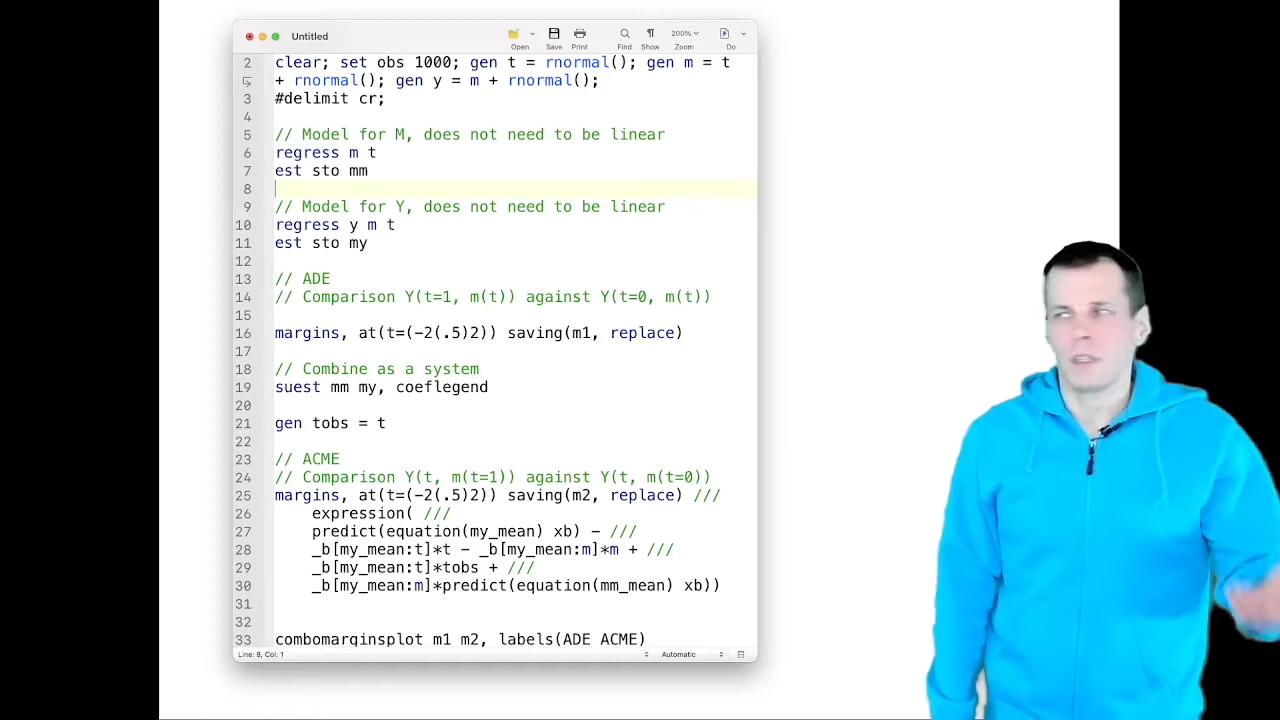 Untitled
Open
Save
Print
Find
¶
Show
200%
Zoom
Do
2 clear; set obs 1000; gen t = rnormal(); gen m = t
+ rnormal(); gen y = m + rnormal();
3 #delimit cr;
4
5 // Model for M, does not need to be linear
6 regress m t
7 est sto mm
8
9 // Model for Y, does not need to be linear
10 regress y m t
11 est sto my
12
13 // ADE
14 // Comparison Y(t=1, m(t)) against Y(t=0, m(t))
15
16 margins, at(t=(-2(.5)2)) saving(m1, replace)
17
18 // Combine as a system
19 suest mm my, coeflegend
20
21 gen tobs = t
22
23 // ACME
24 // Comparison Y(t, m(t=1)) against Y(t, m(t=0))
25 margins, at(t=(-2(.5)2)) saving(m2, replace) ///
26 expression( ///
27 predict(equation(my_mean) xb) - ///
28 _b[my_mean:t]*t - _b[my_mean:m]*m + ///
29 _b[my_mean:t]*tobs + ///
30 _b[my_mean:m]*predict(equation(mm_mean) xb))
31
32
33 combomarginsplot m1 m2, labels(ADE ACME)
Line: 8, Col: 1
Automatic